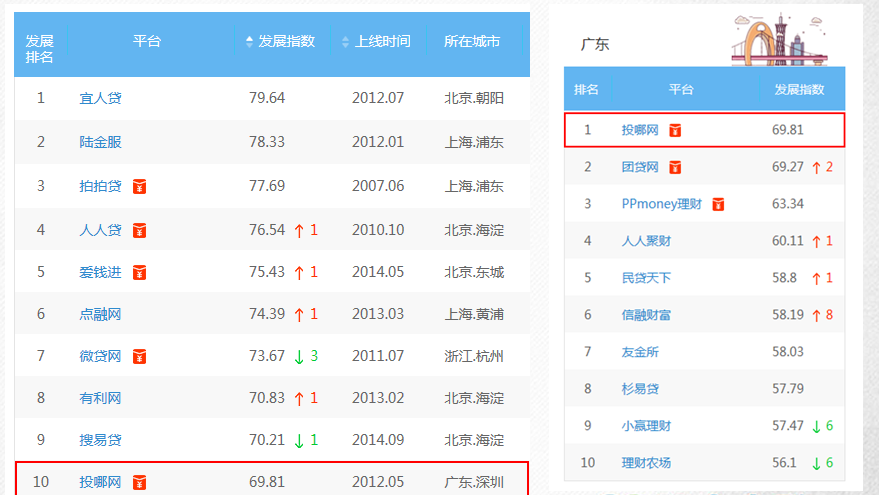 发展
排名 平台 发展指数 上线时间 所在城市
1 宜人贷 79.64 2012.07 北京.朝阳
2 陆金服 78.33 2012.01 上海.浦东
3 拍拍贷 ¥ 77.69 2007.06 上海.浦东
4 人人贷 ¥ 76.54 ↑ 1 2010.10 北京.海淀
5 爱钱进 ¥ 75.43 ↑ 1 2014.05 北京.东城
6 点融网 74.39 ↑ 1 2013.03 上海.黄浦
7 微贷网 ¥ 73.67 ↓ 3 2011.07 浙江.杭州
8 有利网 70.83 ↑ 1 2013.02 北京.海淀
9 搜易贷 70.21 ↓ 1 2014.09 北京.海淀
10 投哪网 ¥ 69.81 2012.05 广东.深圳
广东
排名 平台 发展指数
1 投哪网 ¥ 69.81
2 团贷网 ¥ 69.27 ↑ 2
3 PPmoney理财 ¥ 63.34
4 人人聚财 60.11 ↑ 1
5 民贷天下 58.8 ↑ 1
6 信融财富 58.19 ↑ 8
7 友金所 58.03
8 杉易贷 57.79
9 小赢理财 57.47 ↓ 6
10 理财农场 56.1 ↓ 6